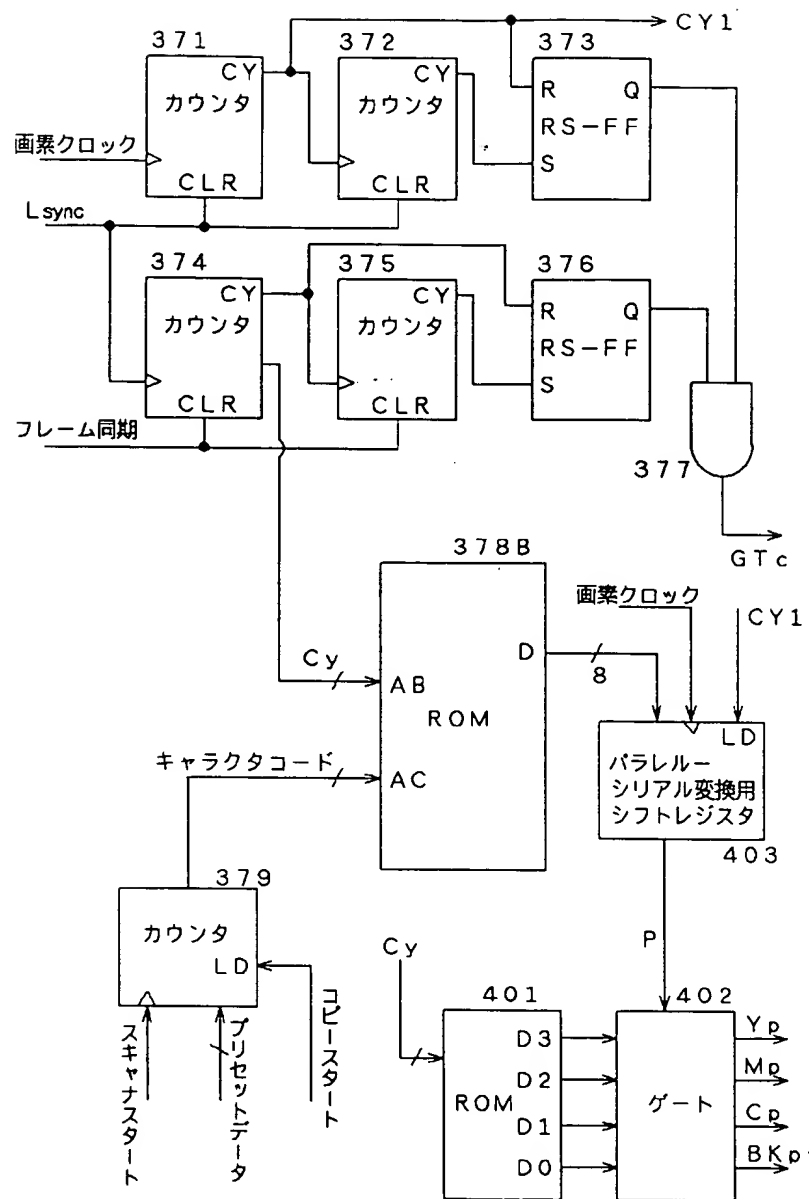 371
372
373
CY1
CY
カウンタ
CLR
画素クロック
CY
カウンタ
CLR
R Q
RS-FF
S
Lsync
374
375
376
CY
カウンタ
CLR
CY
カウンタ
CLR
R Q
RS-FF
S
フレーム同期
377
GTc
378B
画素クロック
CY1
Cy
AB
D
8
ROM
LD
パラレルー
シリアル変換用
シフトレジスタ
403
キャラクタコード
AC
379
カウンタ
LD
スキャナスタート
プリセットデータ
コピースタート
P
Cy
401
402
D3
D2
ROM
D1
D0
ゲート
Yp
Mp
Cp
BKp